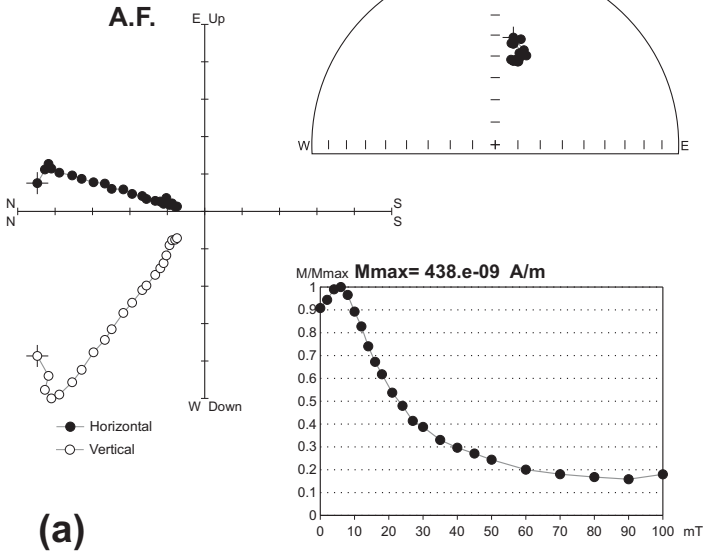 A.F.
E Up
N
N
S
S
W Down
Horizontal
Vertical
W
E
M/Mmax Mmax= 438.e-09 A/m
1
0.9
0.8
0.7
0.6
0.5
0.4
0.3
0.2
0.1
0
0 10 20 30 40 50 60 70 80 90 100 mT
(a)